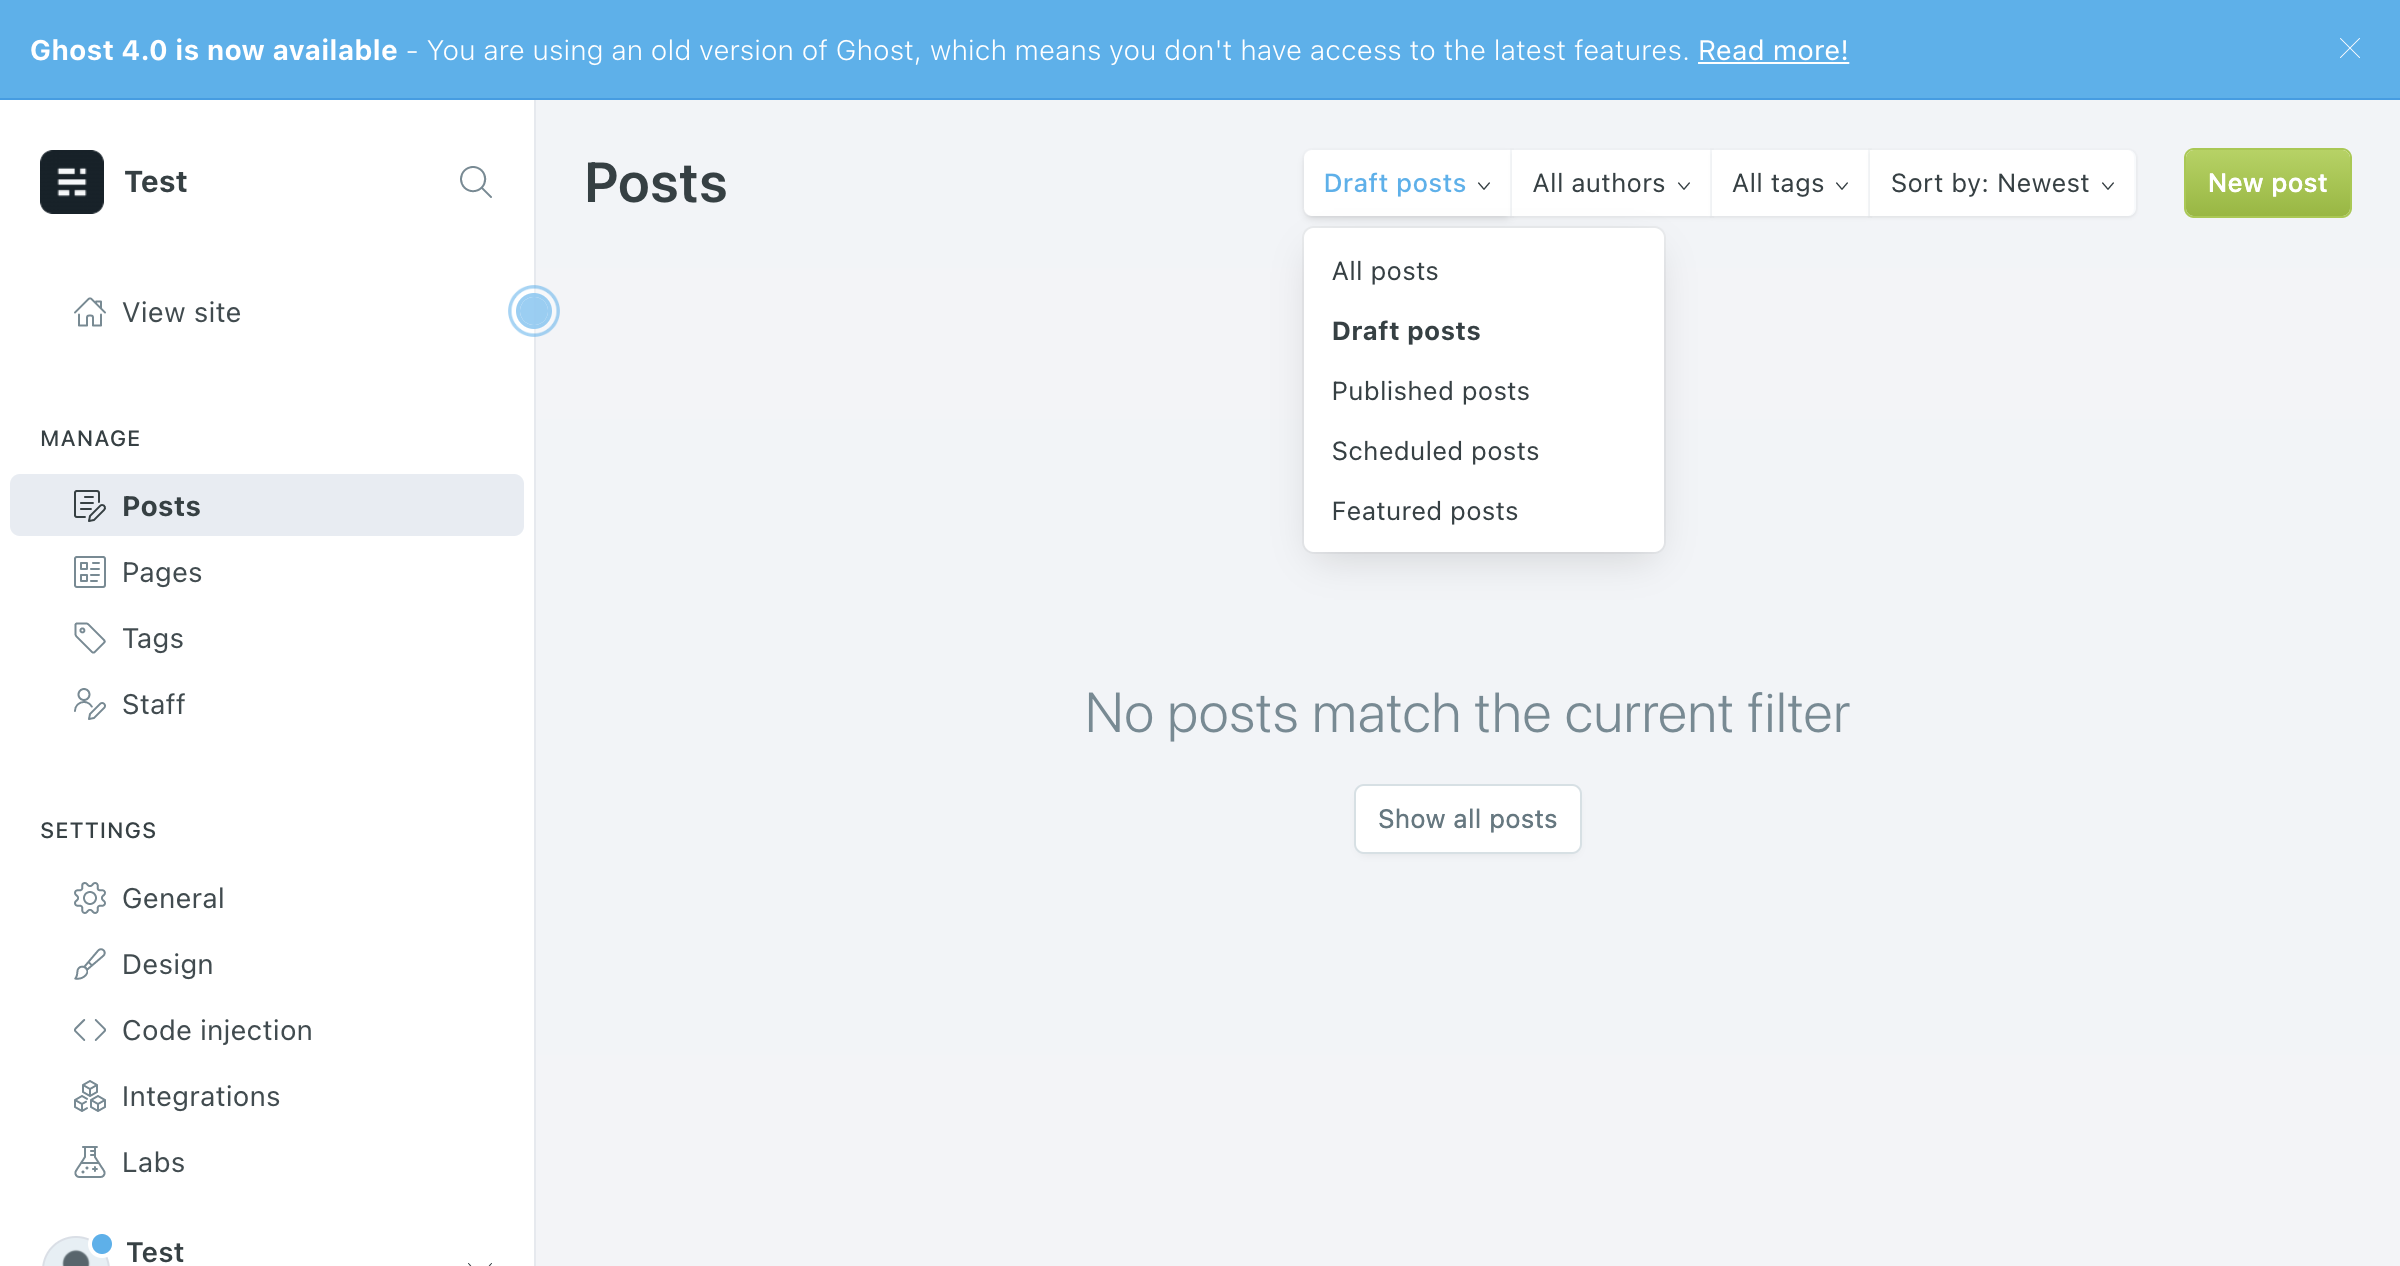 Ghost 4.0 is now available - You are using an old version of Ghost, which means you don't have access to the latest features. Read more!
Test
Posts
Draft posts
All authors
All tags
Sort by: Newest
New post
View site
All posts
Draft posts
Published posts
Scheduled posts
Featured posts
MANAGE
Posts
Pages
Tags
Staff
No posts match the current filter
Show all posts
SETTINGS
General
Design
Code injection
Integrations
Labs
Test